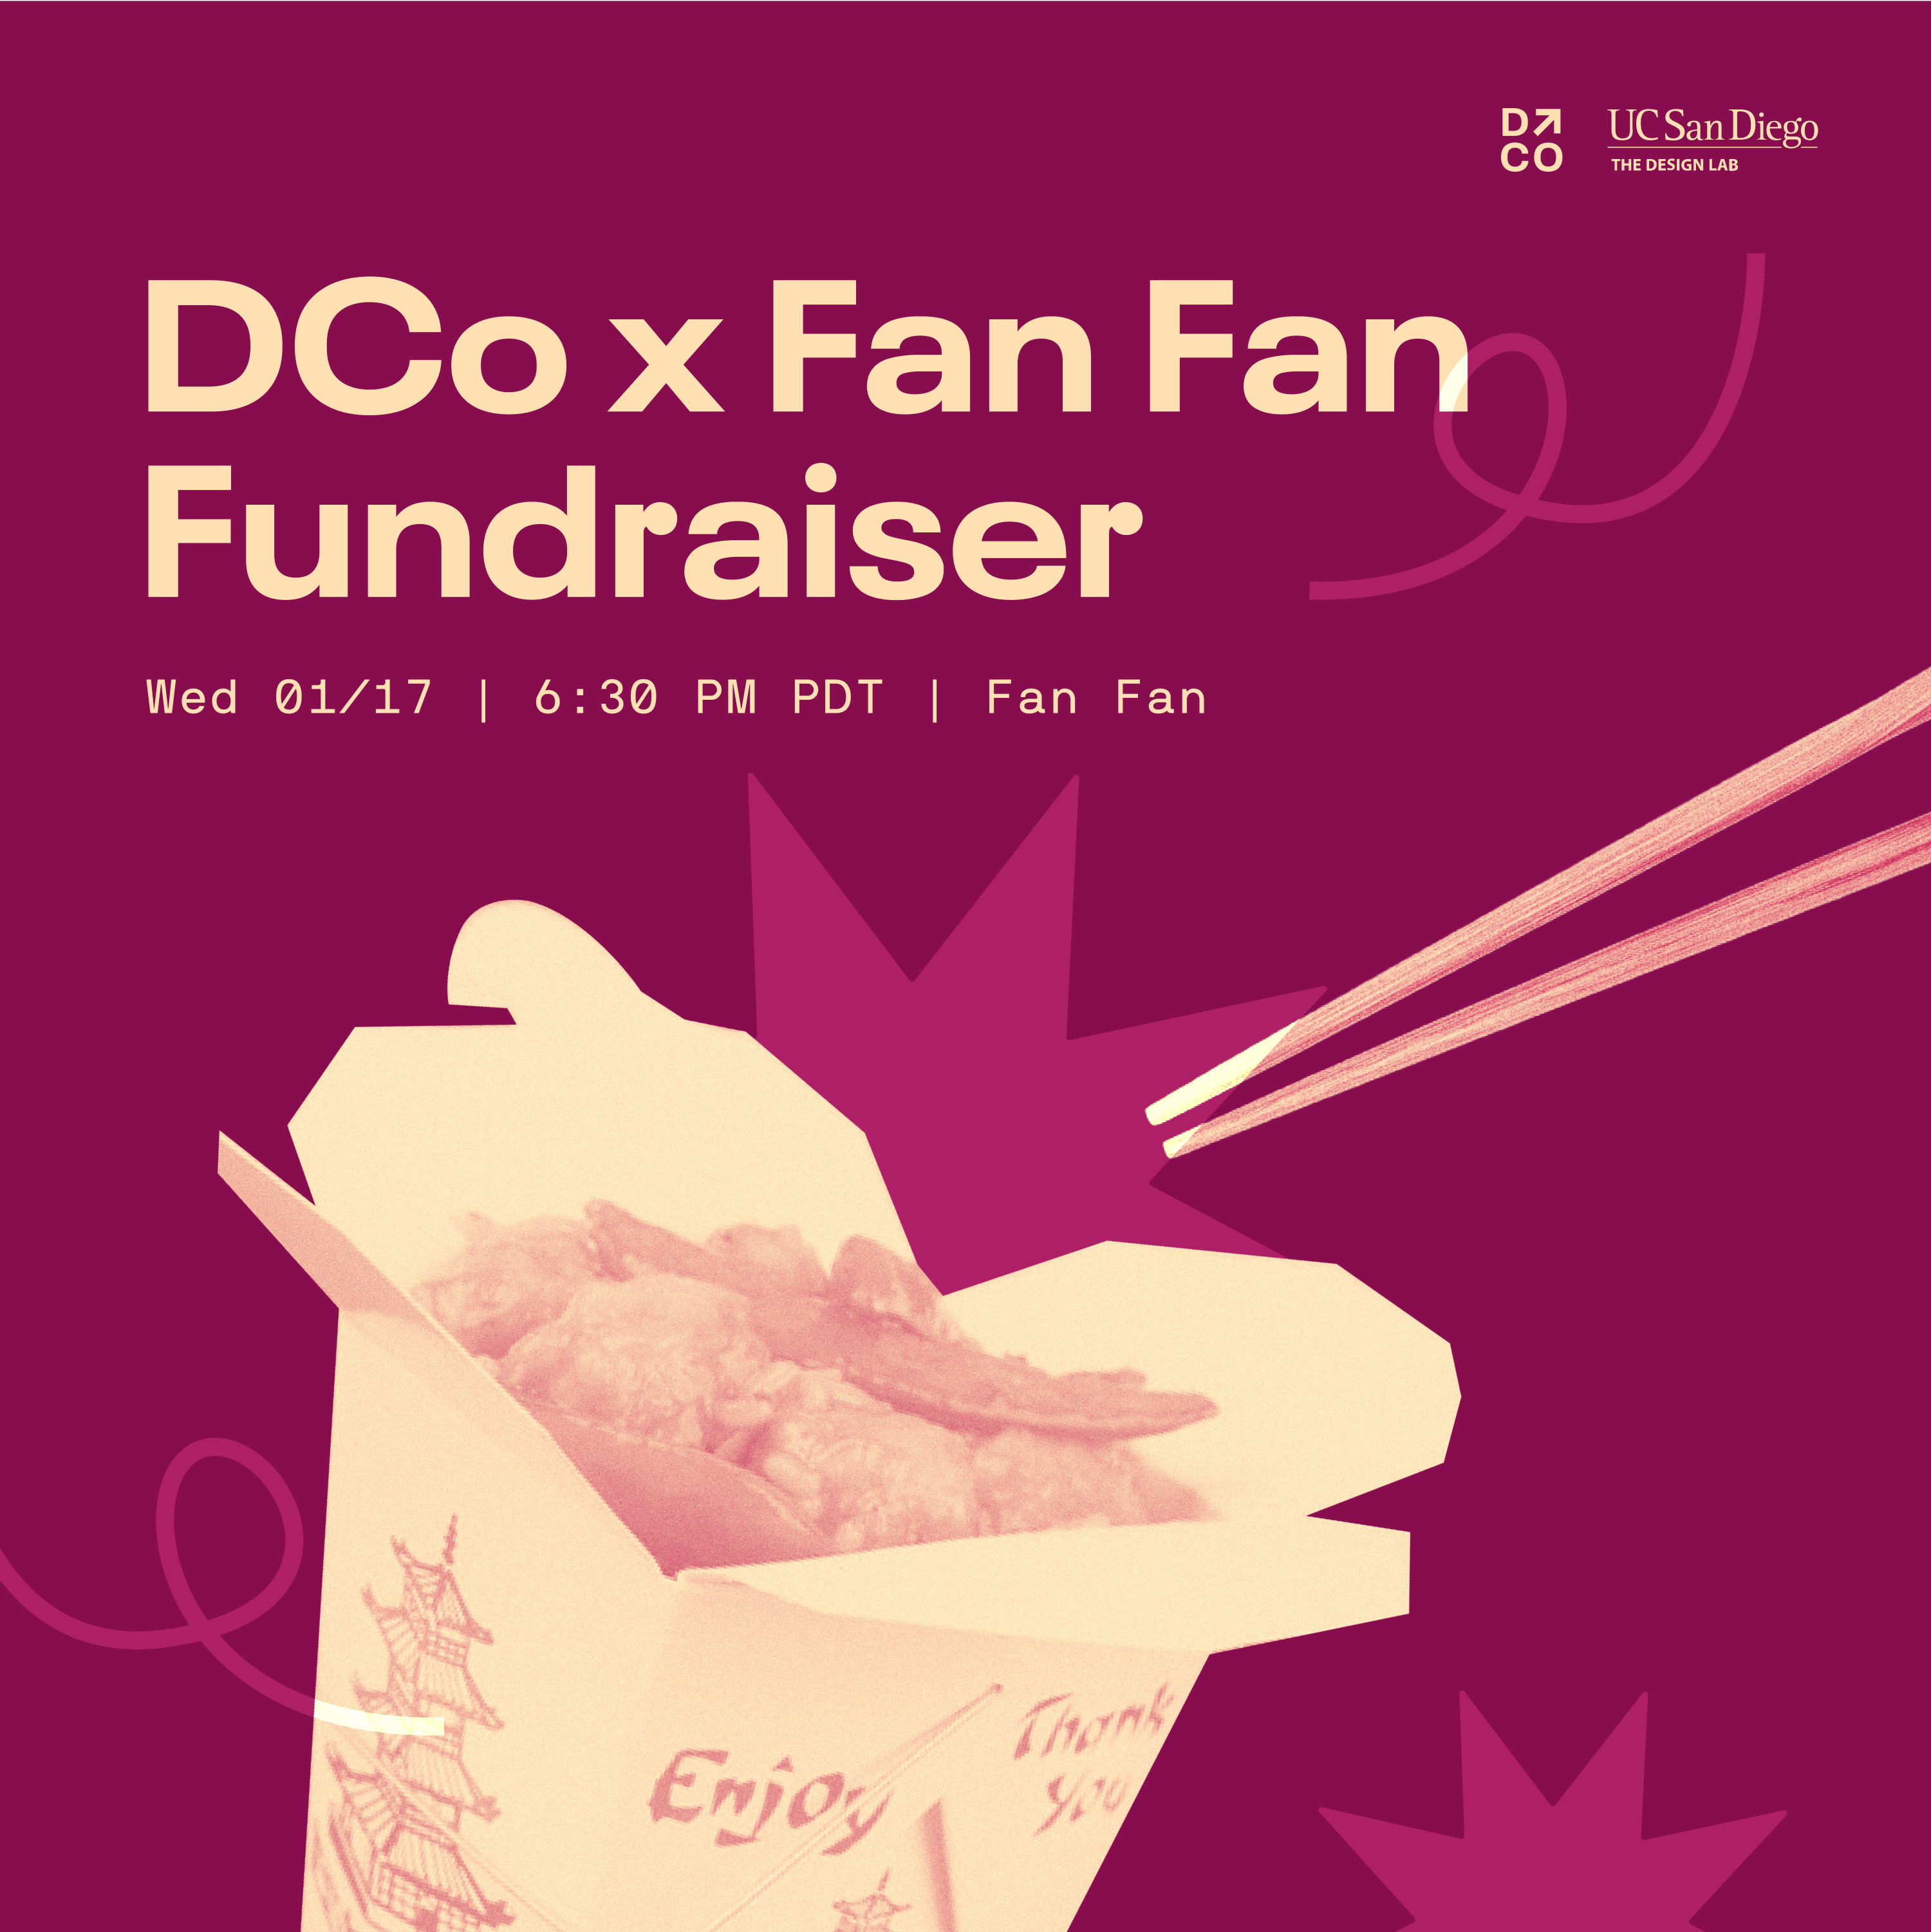 D↗
CO
UC San Diego
THE DESIGN LAB
DCo x Fan Fan
Fundraiser
Wed 01/17 | 6:30 PM PDT | Fan Fan
Enjoy
Thank
you